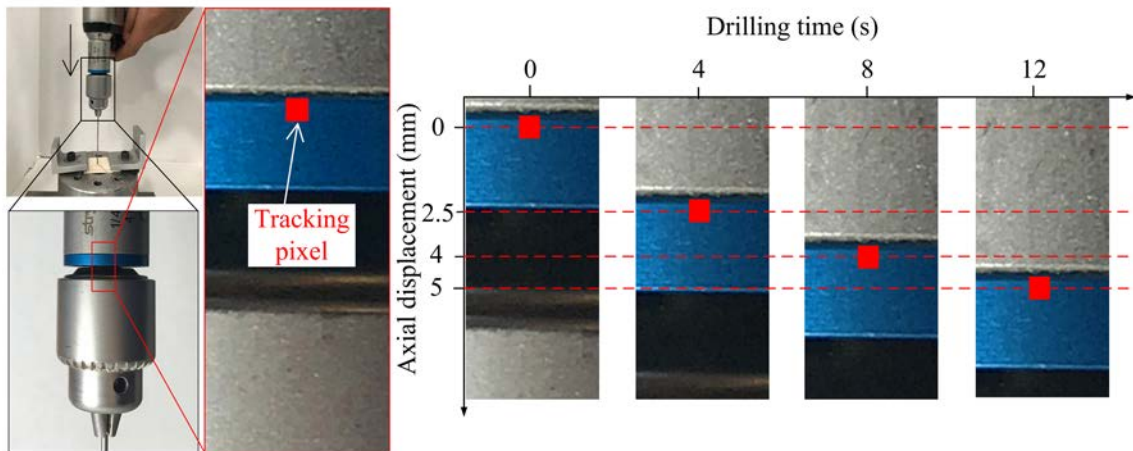 Drilling time (s)
0 4 8 12
Axial displacement (mm)
0
2.5
4
5
Tracking
pixel